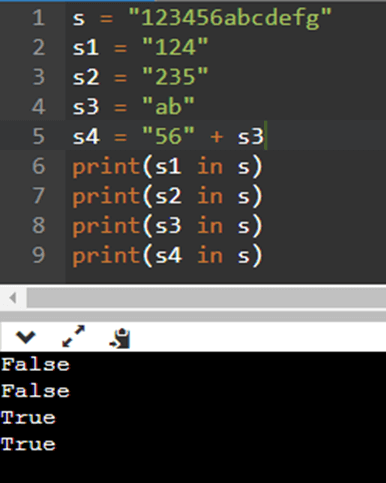 1 s = "123456abcdefg"
2 s1 = "124"
3 s2 = "235"
4 s3 = "ab"
5 s4 = "56" + s3
6 print(s1 in s)
7 print(s2 in s)
8 print(s3 in s)
9 print(s4 in s)
False
False
True
True